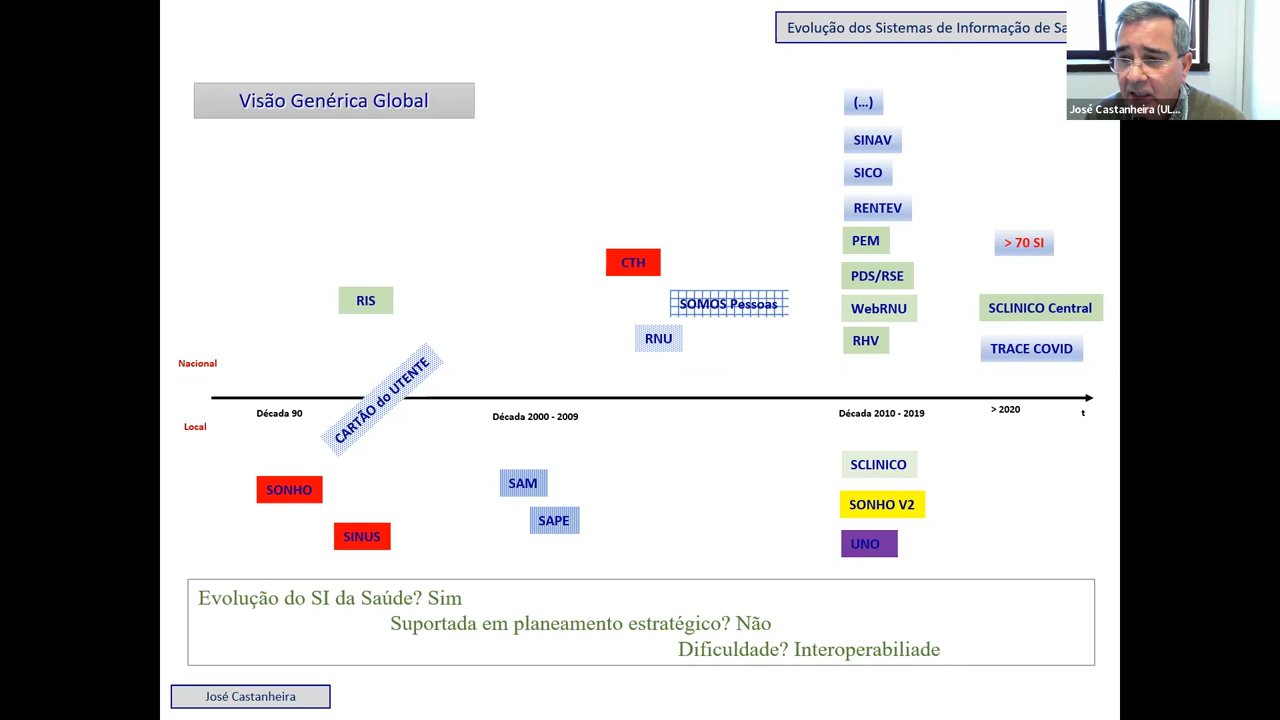 Evolução dos Sistemas de Informação de Sa
José Castanheira (UL...
Visão Genérica Global
(...)
SINAV
SICO
RENTEV
PEM
> 70 SI
CTH
PDS/RSE
RIS
SOMOS Pessoas
WebRNU
SCLINICO Central
RNU
RHV
TRACE COVID
Nacional
CARTÃO do UTENTE
Década 90
Década 2000 - 2009
Década 2010 - 2019
> 2020
t
Local
SCLINICO
SONHO
SAM
SONHO V2
SAPE
SINUS
UNO
Evolução do SI da Saúde? Sim
Suportada em planeamento estratégico? Não
Dificuldade? Interoperabiliade
José Castanheira